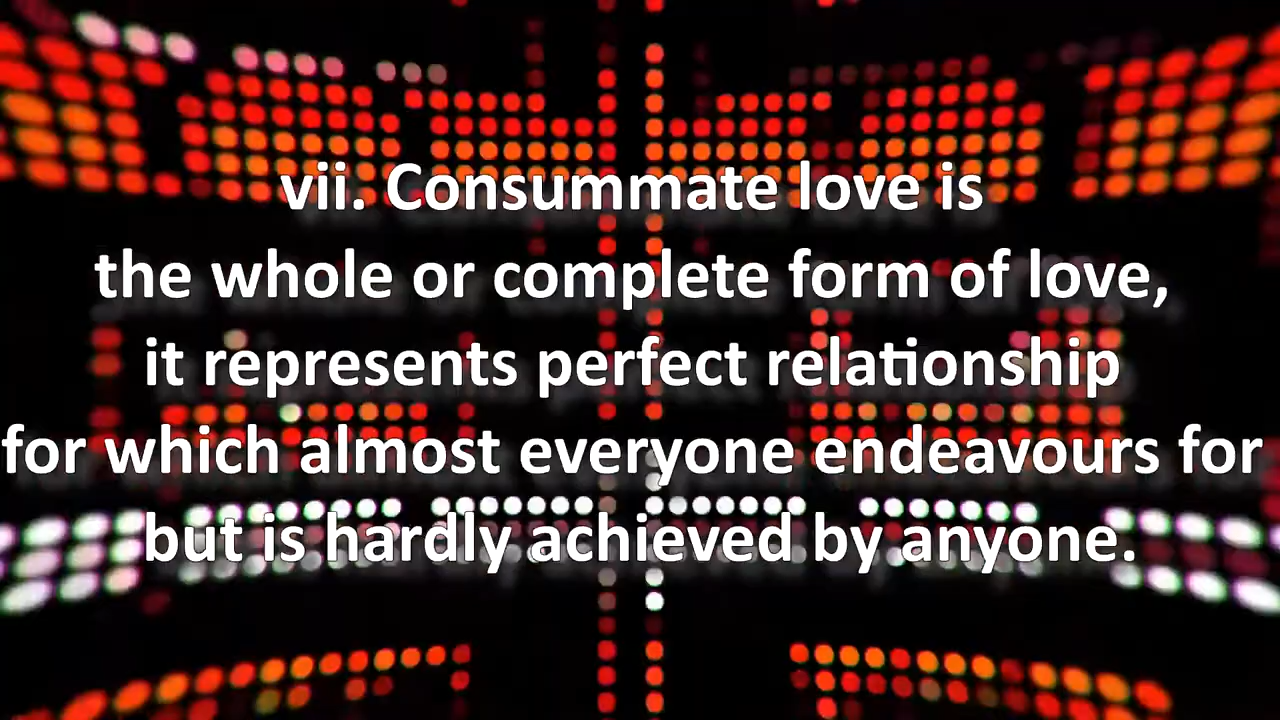 vii. Consummate love is
the whole or complete form of love,
it represents perfect relationship
for which almost everyone endeavours for
but is hardly achieved by anyone.